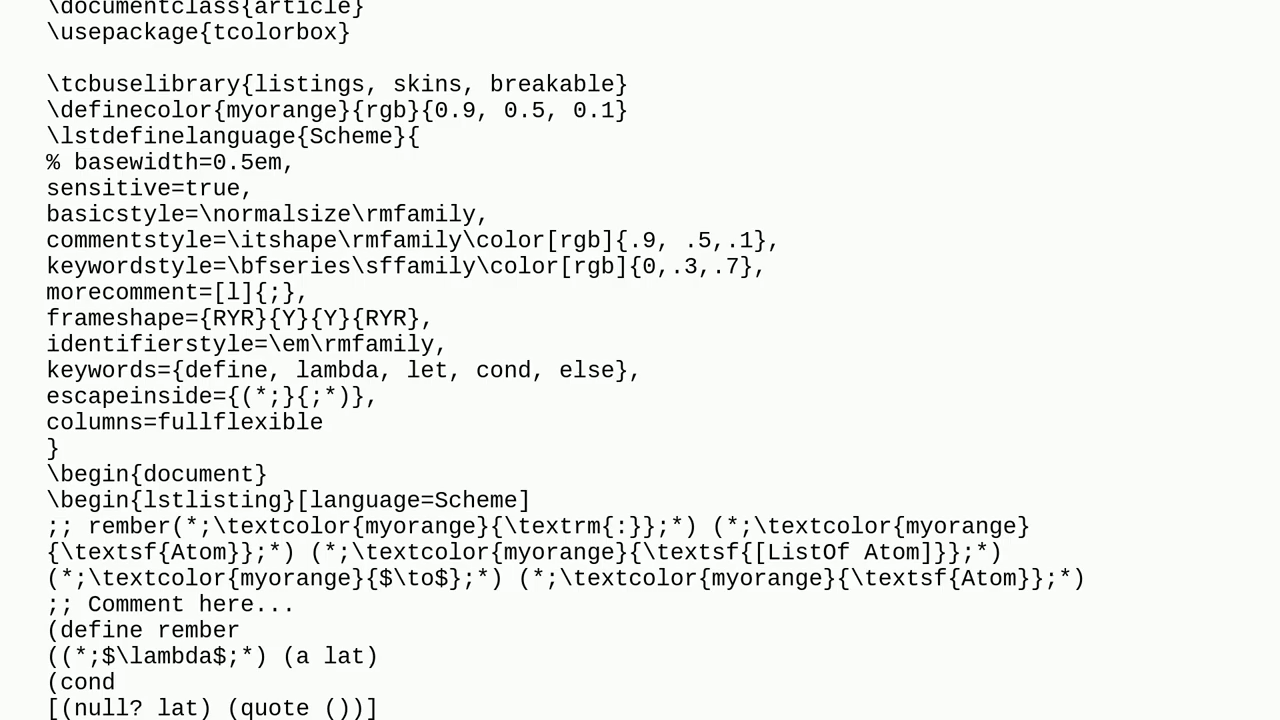 \documentclass{article}
\usepackage{tcolorbox}
\tcbuselibrary{listings, skins, breakable}
\definecolor{myorange}{rgb}{0.9, 0.5, 0.1}
\lstdefinelanguage{Scheme}{
% basewidth=0.5em,
sensitive=true,
basicstyle=\normalsize\rmfamily,
commentstyle=\itshape\rmfamily\color[rgb]{.9, .5,.1},
keywordstyle=\bfseries\sffamily\color[rgb]{0,.3,.7},
morecomment=[l]{;},
frameshape={RYR}{Y}{Y}{RYR},
identifierstyle=\em\rmfamily,
keywords={define, lambda, let, cond, else},
escapeinside={(*;}{;*)},
columns=fullflexible
}
\begin{document}
\begin{lstlisting}[language=Scheme]
;; rember(*;\textcolor{myorange}{\textrm{:}};*) (*;\textcolor{myorange}
{\textsf{Atom}};*) (*;\textcolor{myorange}{\textsf{[ListOf Atom]}};*)
(*;\textcolor{myorange}{$\to$};*) (*;\textcolor{myorange}{\textsf{Atom}};*)
;; Comment here...
(define rember
((*;$\lambda$;*) (a lat)
(cond
[(null? lat) (quote ())]